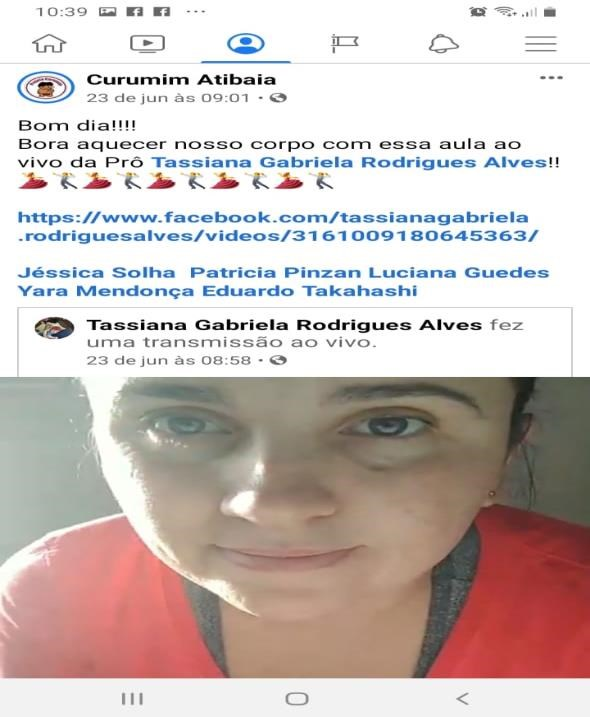 10:39
Curumim Atibaia
23 de jun às 09:01
Bom dia!!!!
Bora aquecer nosso corpo com essa aula ao
vivo da Prô Tassiana Gabriela Rodrigues Alves!!
https://www.facebook.com/tassianagabriela
.rodriguesalves/videos/3161009180645363/
Jéssica Solha Patricia Pinzan Luciana Guedes
Yara Mendonça Eduardo Takahashi
Tassiana Gabriela Rodrigues Alves fez
uma transmissão ao vivo.
23 de jun às 08:58